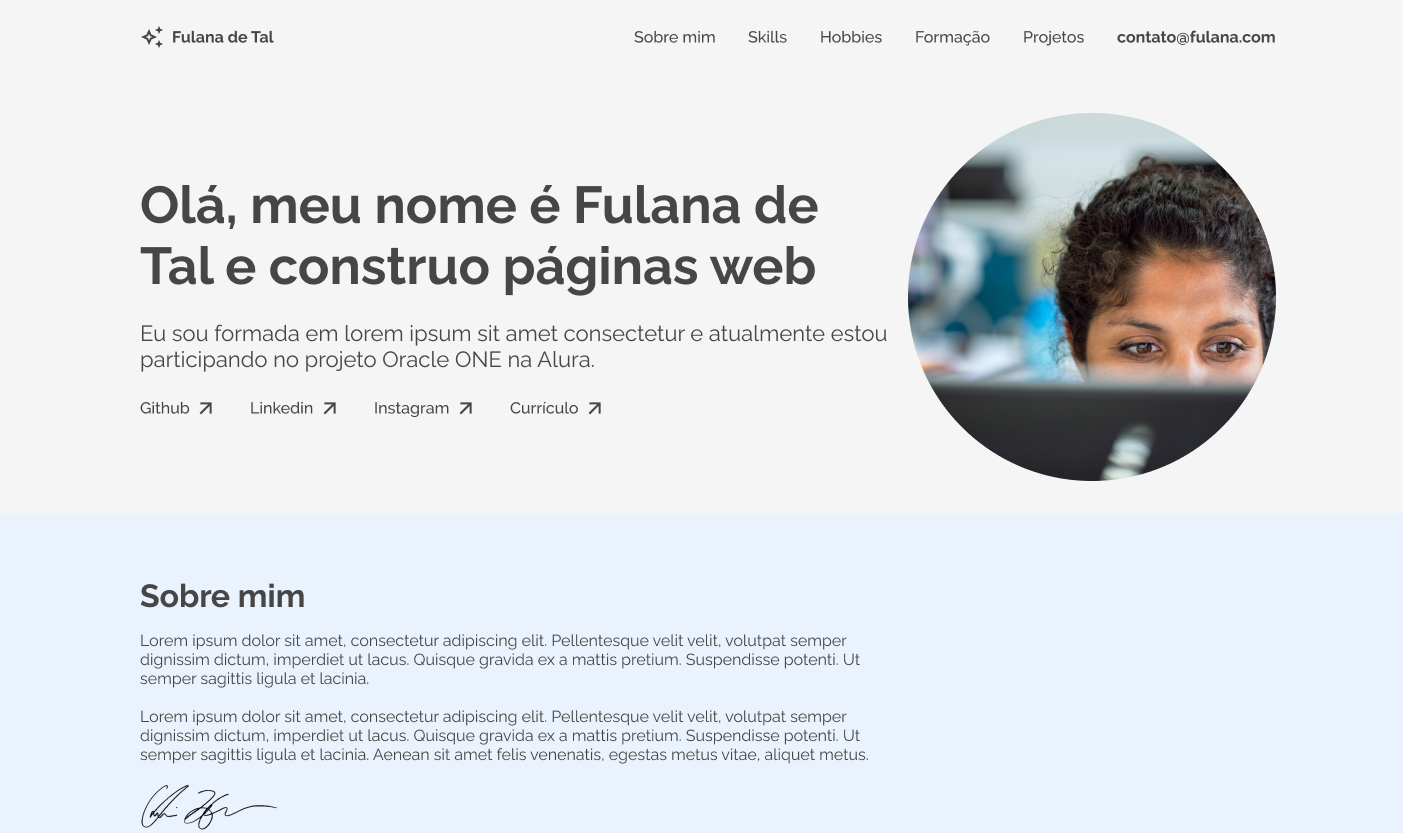 Fulana de Tal
Sobre mim
Skills
Hobbies
Formação
Projetos
contato@fulana.com
Olá, meu nome é Fulana de
Tal e construo páginas web
Eu sou formada em lorem ipsum sit amet consectetur e atualmente estou
participando no projeto Oracle ONE na Alura.
Github
Linkedin
Instagram
Currículo
Sobre mim
Lorem ipsum dolor sit amet, consectetur adipiscing elit. Pellentesque velit velit, volutpat semper
dignissim dictum, imperdiet ut lacus. Quisque gravida ex a mattis pretium. Suspendisse potenti. Ut
semper sagittis ligula et lacinia.
Lorem ipsum dolor sit amet, consectetur adipiscing elit. Pellentesque velit velit, volutpat semper
dignissim dictum, imperdiet ut lacus. Quisque gravida ex a mattis pretium. Suspendisse potenti. Ut
semper sagittis ligula et lacinia. Aenean sit amet felis venenatis, egestas metus vitae, aliquet metus.